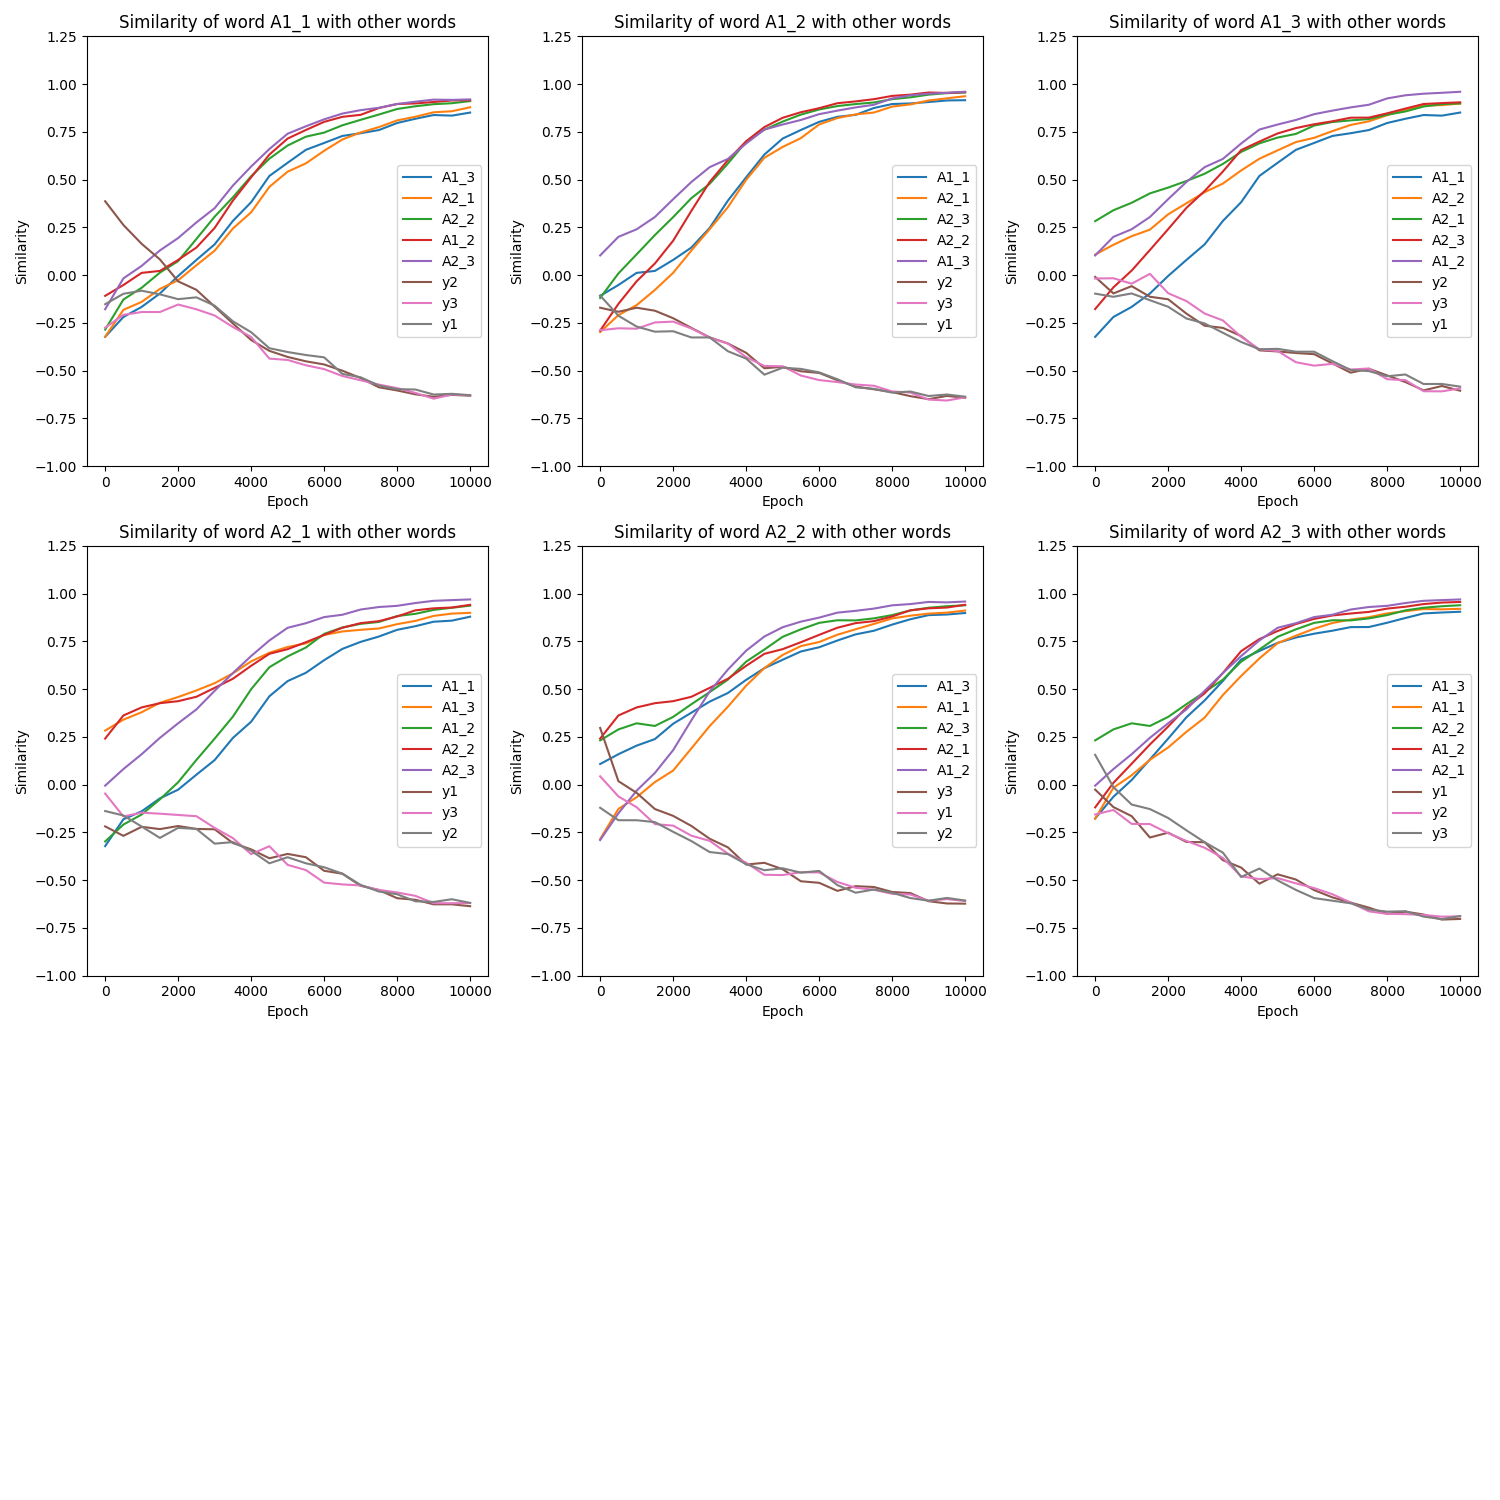 Similarity of word A1_1 with other words
1.25
1.00
0.75
0.50
0.25
0.00
−0.25
−0.50
−0.75
−1.00
Similarity
0 2000 4000 6000 8000 10000
Epoch
A1_3
A2_1
A2_2
A1_2
A2_3
y2
y3
y1
Similarity of word A1_2 with other words
1.25
1.00
0.75
0.50
0.25
0.00
−0.25
−0.50
−0.75
−1.00
Similarity
0 2000 4000 6000 8000 10000
Epoch
A1_1
A2_1
A2_3
A2_2
A1_3
y2
y3
y1
Similarity of word A1_3 with other words
1.25
1.00
0.75
0.50
0.25
0.00
−0.25
−0.50
−0.75
−1.00
Similarity
0 2000 4000 6000 8000 10000
Epoch
A1_1
A2_2
A2_1
A2_3
A1_2
y2
y3
y1
Similarity of word A2_1 with other words
1.25
1.00
0.75
0.50
0.25
0.00
−0.25
−0.50
−0.75
−1.00
Similarity
0 2000 4000 6000 8000 10000
Epoch
A1_1
A1_3
A1_2
A2_2
A2_3
y1
y3
y2
Similarity of word A2_2 with other words
1.25
1.00
0.75
0.50
0.25
0.00
−0.25
−0.50
−0.75
−1.00
Similarity
0 2000 4000 6000 8000 10000
Epoch
A1_3
A1_1
A2_3
A2_1
A1_2
y3
y1
y2
Similarity of word A2_3 with other words
1.25
1.00
0.75
0.50
0.25
0.00
−0.25
−0.50
−0.75
−1.00
Similarity
0 2000 4000 6000 8000 10000
Epoch
A1_3
A1_1
A2_2
A1_2
A2_1
y1
y2
y3